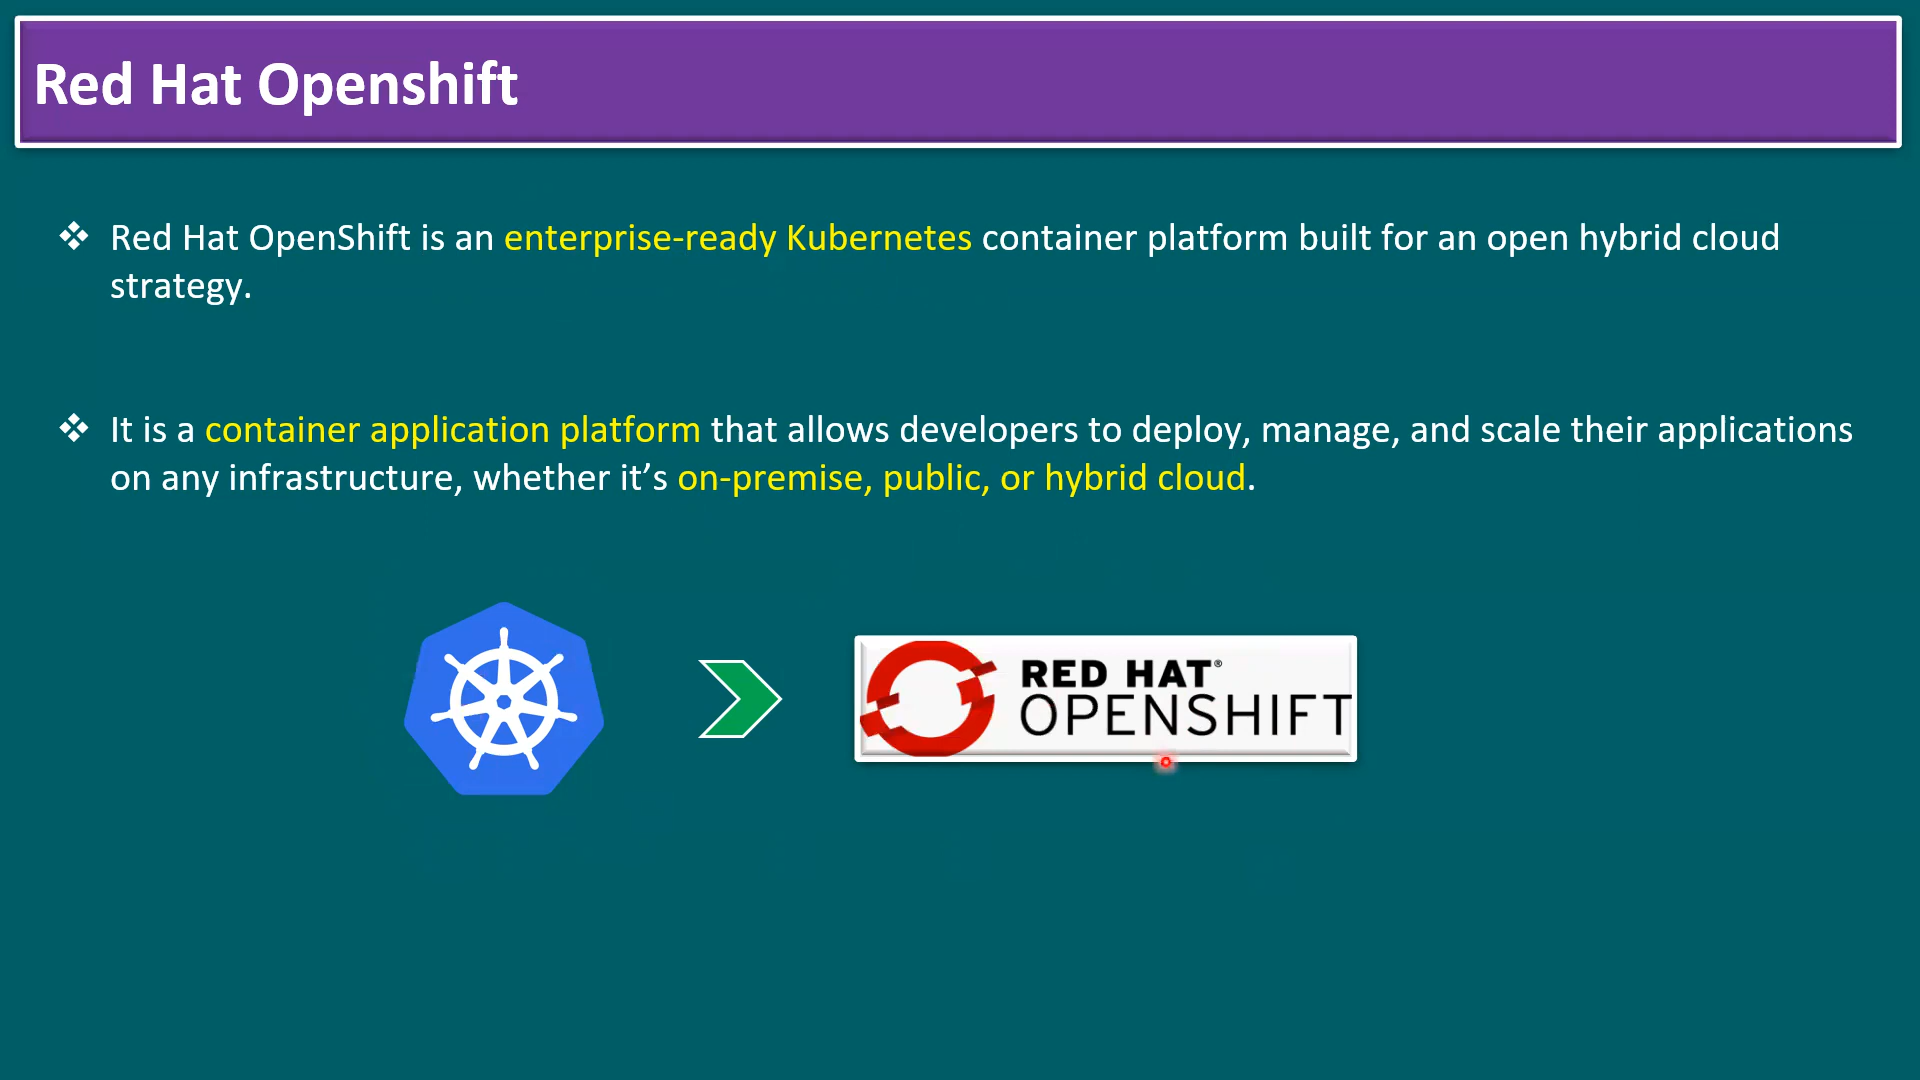 Red Hat Openshift
❖ Red Hat OpenShift is an enterprise-ready Kubernetes container platform built for an open hybrid cloud
strategy.
❖ It is a container application platform that allows developers to deploy, manage, and scale their applications
on any infrastructure, whether it’s on-premise, public, or hybrid cloud.
RED HAT®
OPENSHIFT